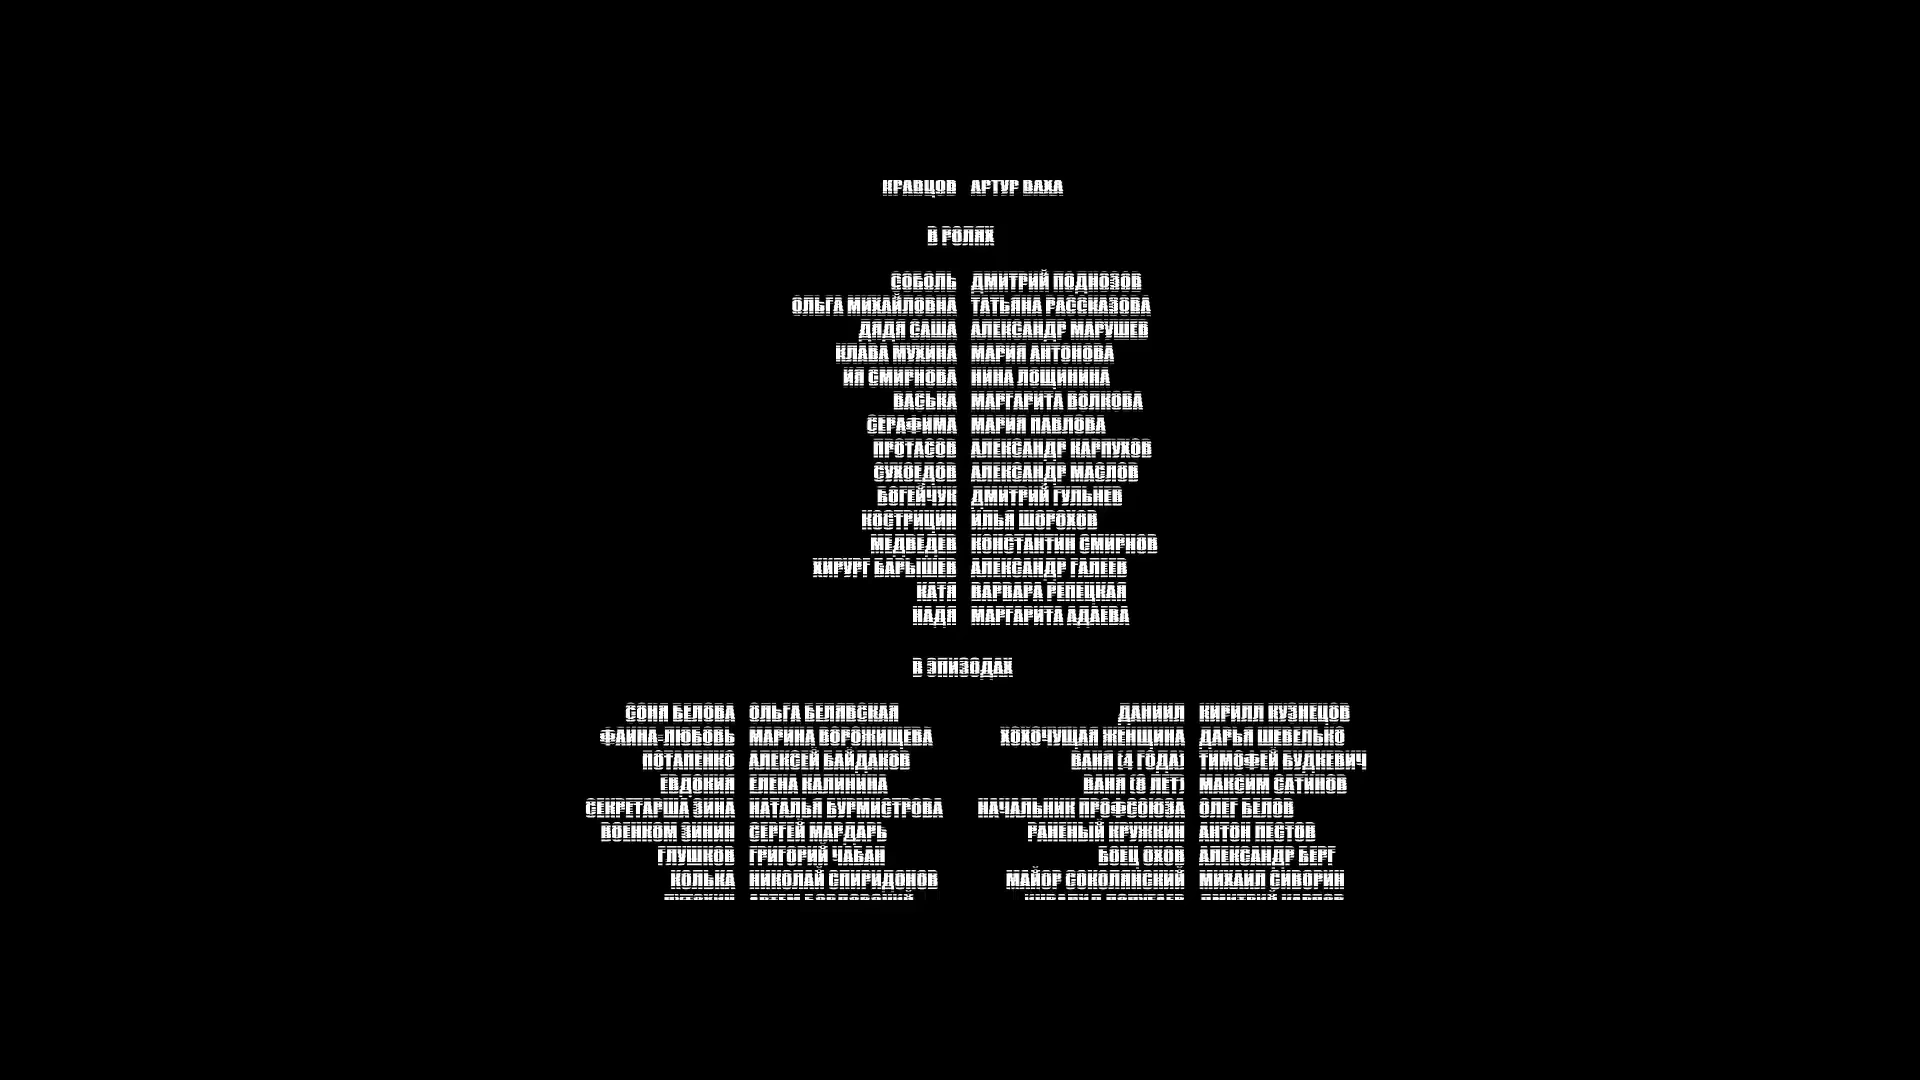 КРАВЦОВ АРТУР ВАХА
В РОЛЯХ
СОБОЛЬ ДМИТРИЙ ПОДНОЗОВ
ОЛЬГА МИХАЙЛОВНА ТАТЬЯНА РАССКАЗОВА
ДЯДЯ САША АЛЕКСАНДР МАРУШЕВ
КЛАВА МУХИНА МАРИЯ АНТОНОВА
ИЯ СМИРНОВА НИНА ЛОЩИНИНА
ВАСЬКА МАРГАРИТА ВОЛКОВА
СЕРАФИМА МАРИЯ ПАВЛОВА
ПРОТАСОВ АЛЕКСАНДР КАРПУХОВ
СУХОЕДОВ АЛЕКСАНДР МАСЛОВ
БОГЕЙЧУК ДМИТРИЙ ГУЛЬНЕВ
КОСТРИЦИН ИЛЬЯ ШОРОХОВ
МЕДВЕДЕВ КОНСТАНТИН СМИРНОВ
ХИРУРГ БАРЫШЕВ АЛЕКСАНДР ГАЛЕЕВ
КАТЯ ВАРВАРА РЕПЕЦКАЯ
НАДЯ МАРГАРИТА АДАЕВА
В ЭПИЗОДАХ
СОНЯ БЕЛОВА ОЛЬГА БЕЛЯВСКАЯ ДАНИИЛ КИРИЛЛ КУЗНЕЦОВ
ФАИНА-ЛЮБОВЬ МАРИНА ВОРОЖИЩЕВА ХОХОЧУЩАЯ ЖЕНЩИНА ДАРЬЯ ШЕВЕЛЬКО
ПОТАПЕНКО АЛЕКСЕЙ БАЙДАКОВ ВАНЯ (4 ГОДА) ТИМОФЕЙ БУДКЕВИЧ
ЕВДОКИЯ ЕЛЕНА КАЛИНИНА ВАНЯ (8 ЛЕТ) МАКСИМ САТИНОВ
СЕКРЕТАРША ЗИНА НАТАЛЬЯ БУРМИСТРОВА НАЧАЛЬНИК ПРОФСОЮЗА ОЛЕГ БЕЛОВ
ВОЕНКОМ ЗИНИН СЕРГЕЙ МАРДАРЬ РАНЕНЫЙ КРУЖКИН АНТОН ПЕСТОВ
ГЛУШКОВ ГРИГОРИЙ ЧАБАН БОЕЦ ОХОВ АЛЕКСАНДР БЕРГ
КОЛЬКА НИКОЛАЙ СПИРИДОНОВ МАЙОР СОКОЛЯНСКИЙ МИХАИЛ СИВОРИН